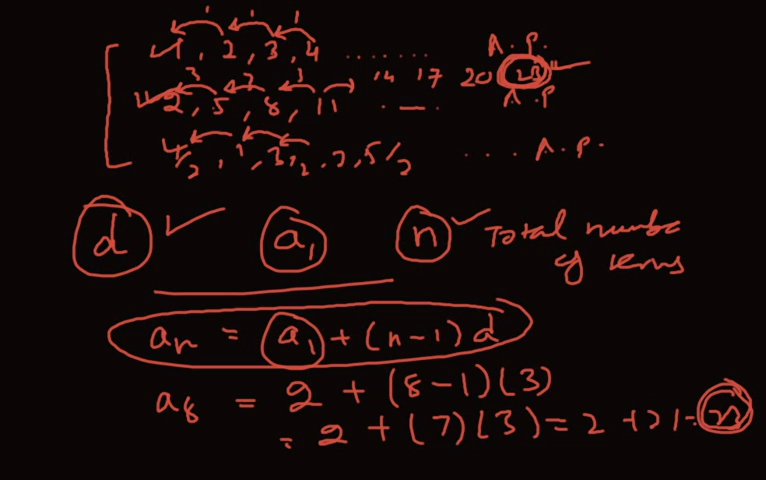 1 1 1 A.P.
1, 2, 3, 4 .......
3 3 3 14 17 20 23
2, 5, 8, 11 . — . A.P
1/2, 1, 3/2, 2, 5/2 .... A.P.
d a₁ n Total numbe
of terms
aₙ = a₁ + (n-1)d
a₈ = 2 + (8-1)(3)
= 2 + (7)(3) = 2 + 21 = 23